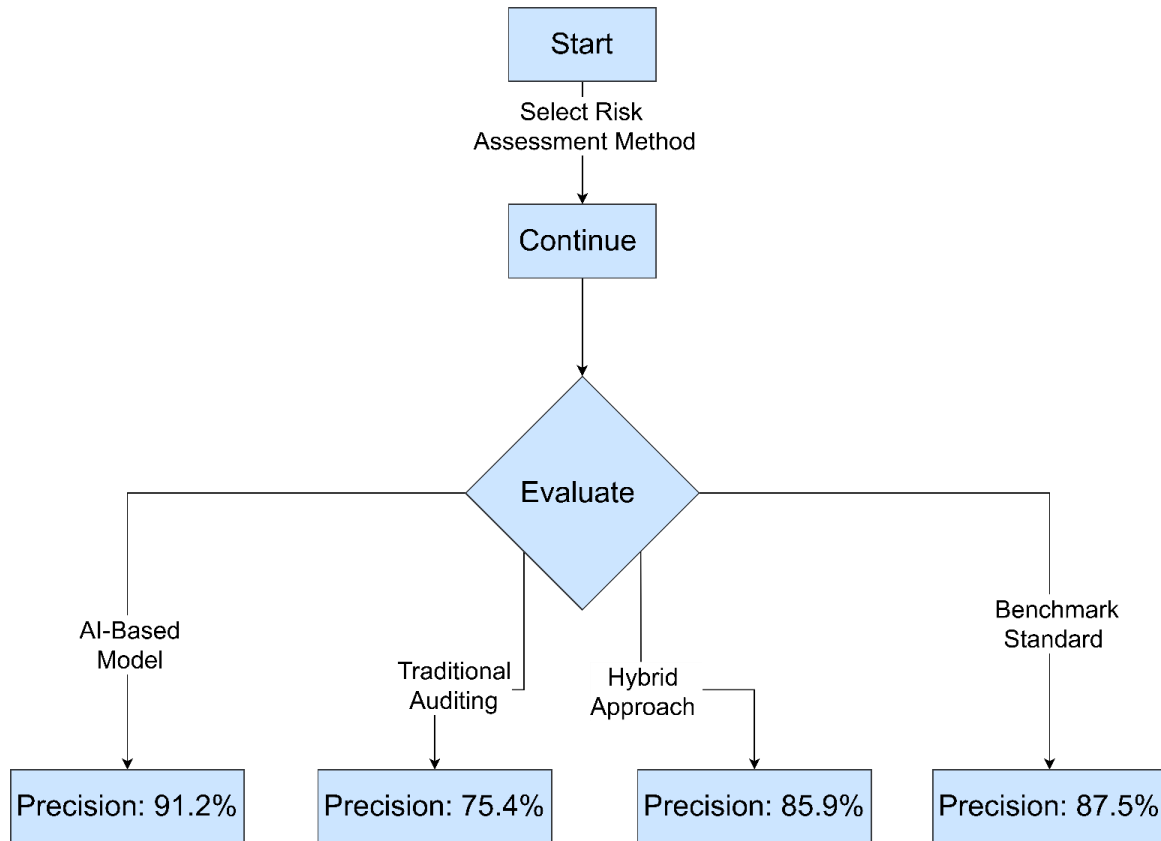 Start
Select Risk
Assessment Method
Continue
Evaluate
AI-Based
Model
Traditional
Auditing
Hybrid
Approach
Benchmark
Standard
Precision: 91.2%
Precision: 75.4%
Precision: 85.9%
Precision: 87.5%